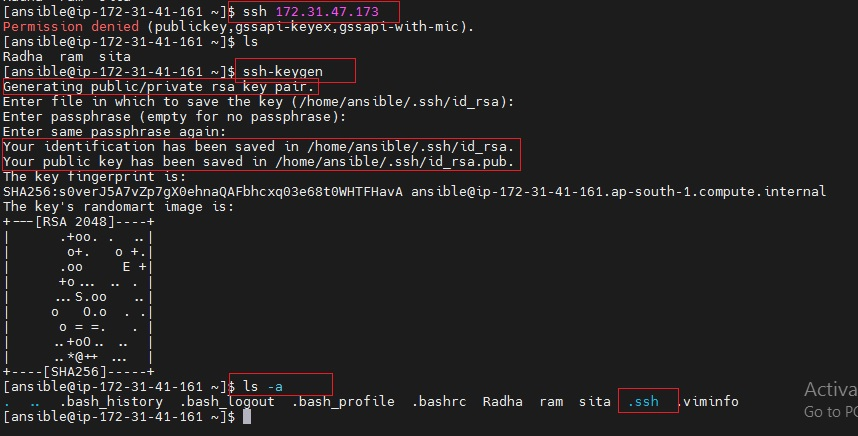 Radha  ram  sita
[ansible@ip-172-31-41-161 ~]$ ssh 172.31.47.173
Permission denied (publickey,gssapi-keyex,gssapi-with-mic).
[ansible@ip-172-31-41-161 ~]$ ls
Radha  ram  sita
[ansible@ip-172-31-41-161 ~]$ ssh-keygen
Generating public/private rsa key pair.
Enter file in which to save the key (/home/ansible/.ssh/id_rsa):
Enter passphrase (empty for no passphrase):
Enter same passphrase again:
Your identification has been saved in /home/ansible/.ssh/id_rsa.
Your public key has been saved in /home/ansible/.ssh/id_rsa.pub.
The key fingerprint is:
SHA256:s0verJ5A7vZp7gX0ehnaQAFbhcxq03e68t0WHTFHavA ansible@ip-172-31-41-161.ap-south-1.compute.internal
The key's randomart image is:
+---[RSA 2048]----+
|      .+oo. .  ..|
|       o+.   o +.|
|      .oo     E +|
|      +o... .. . |
|     ...S.oo   ..|
|     o   O.o  . .|
|      o = =.   . |
|     ..+oO.. ..  |
|     ..*@++ ...  |
+----[SHA256]-----+
[ansible@ip-172-31-41-161 ~]$ ls -a
.  ..  .bash_history  .bash_logout  .bash_profile  .bashrc  Radha  ram  sita  .ssh  .viminfo
[ansible@ip-172-31-41-161 ~]$
Activa
Go to PC